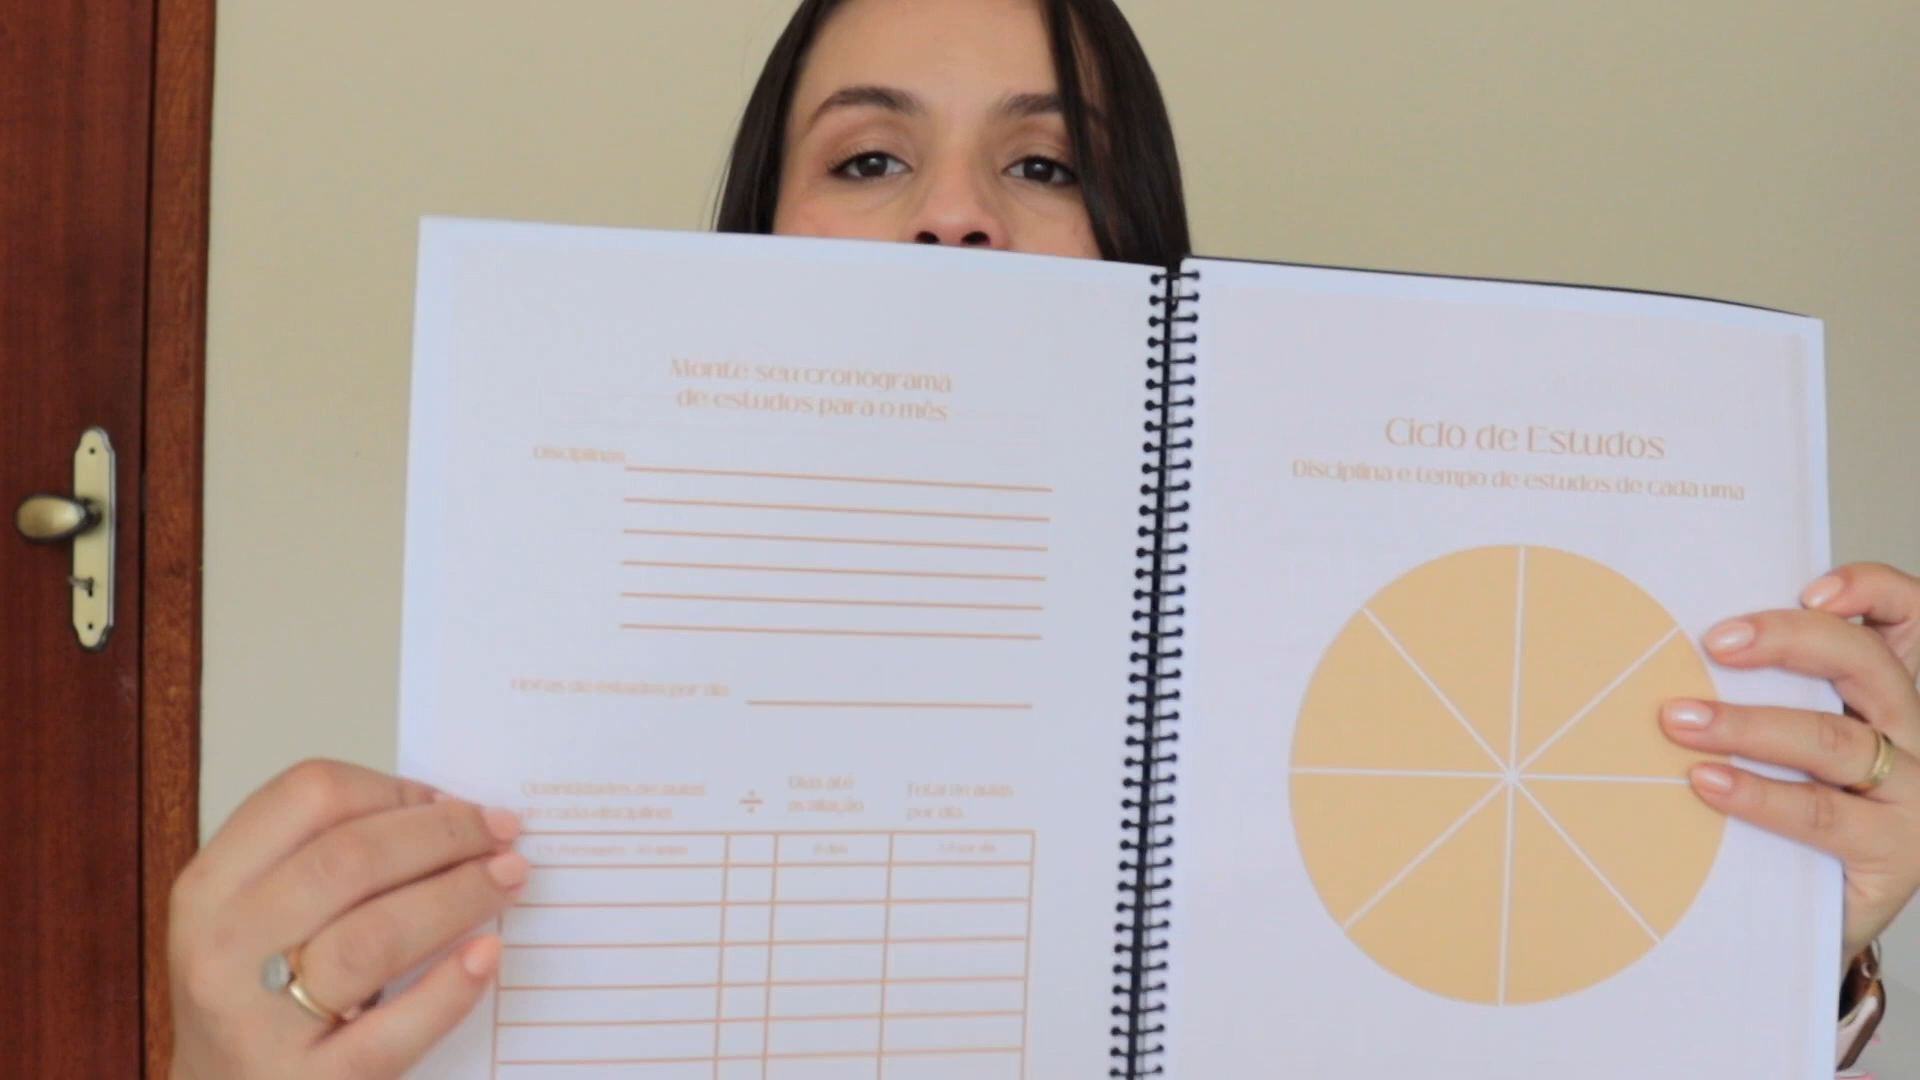 Monte seu cronograma
de estudos para o mês
Disciplinas
Horas de estudos por dia
Quantidades de aulas
de cada disciplina
÷
Dias até
avaliação
Total de aulas
por dia
Ciclo de Estudos
Disciplina e tempo de estudos de cada uma